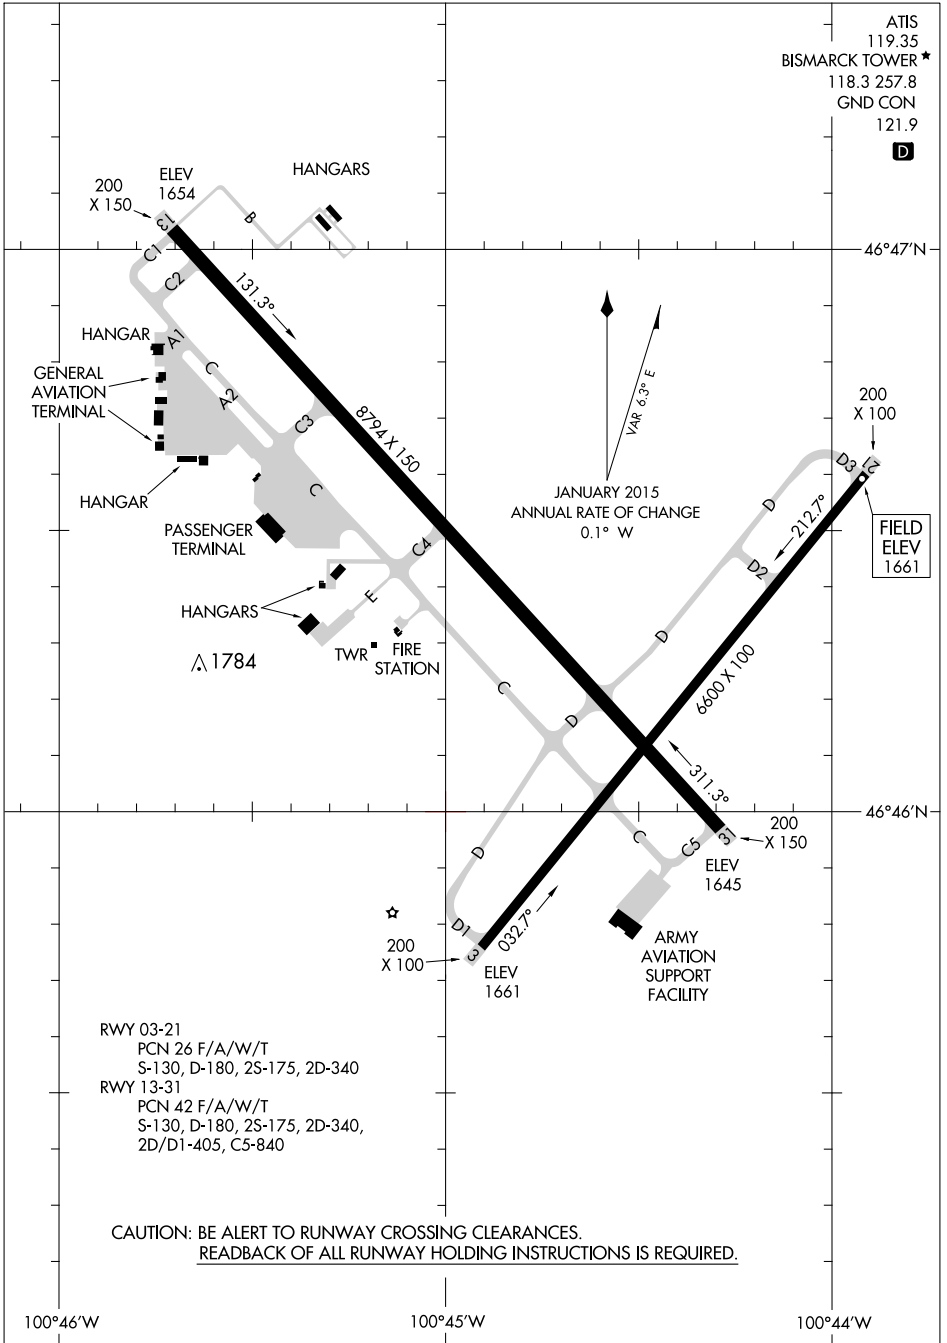 ATIS
119.35
BISMARCK TOWER
118.3 257.8
GND CON
121.9
D
HANGARS
ELEV
1654
200
X 150
13
B
C1
C2
131.3°
46°47'N
HANGAR
A1
GENERAL
AVIATION
TERMINAL
C
A2
C3
8794 X 150
VAR 6.3° E
JANUARY 2015
ANNUAL RATE OF CHANGE
0.1° W
200
X 100
D3
21
D
212.7°
FIELD
ELEV
1661
HANGAR
C
PASSENGER
TERMINAL
C4
D2
HANGARS
E
TWR
FIRE
STATION
1784
D
6600 X 100
C
D
311.3°
46°46'N
31
200
X 150
C
C5
ELEV
1645
D
D1
032.7°
200
X 100
3
ELEV
1661
ARMY
AVIATION
SUPPORT
FACILITY
RWY 03-21
PCN 26 F/A/W/T
S-130, D-180, 2S-175, 2D-340
RWY 13-31
PCN 42 F/A/W/T
S-130, D-180, 2S-175, 2D-340,
2D/D1-405, C5-840
CAUTION: BE ALERT TO RUNWAY CROSSING CLEARANCES.
READBACK OF ALL RUNWAY HOLDING INSTRUCTIONS IS REQUIRED.
100°46'W
100°45'W
100°44'W